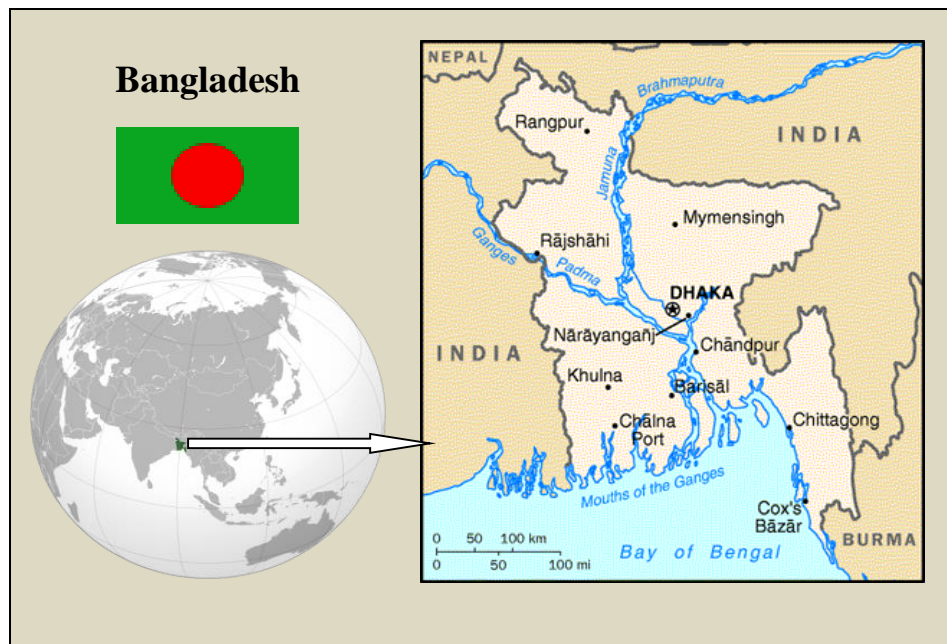 Bangladesh
NEPAL
Brahmaputra
INDIA
Rangpur
Jamuna
Mymensingh
Ganges
Rājshāhi
Padma
DHAKA
Nārāyanganj
Chāndpur
INDIA
Khulna
Barisāl
Chālna
Port
Chittagong
Mouths of the Ganges
Cox's
Bāzār
BURMA
0 50 100 km
0 50 100 mi
Bay of Bengal